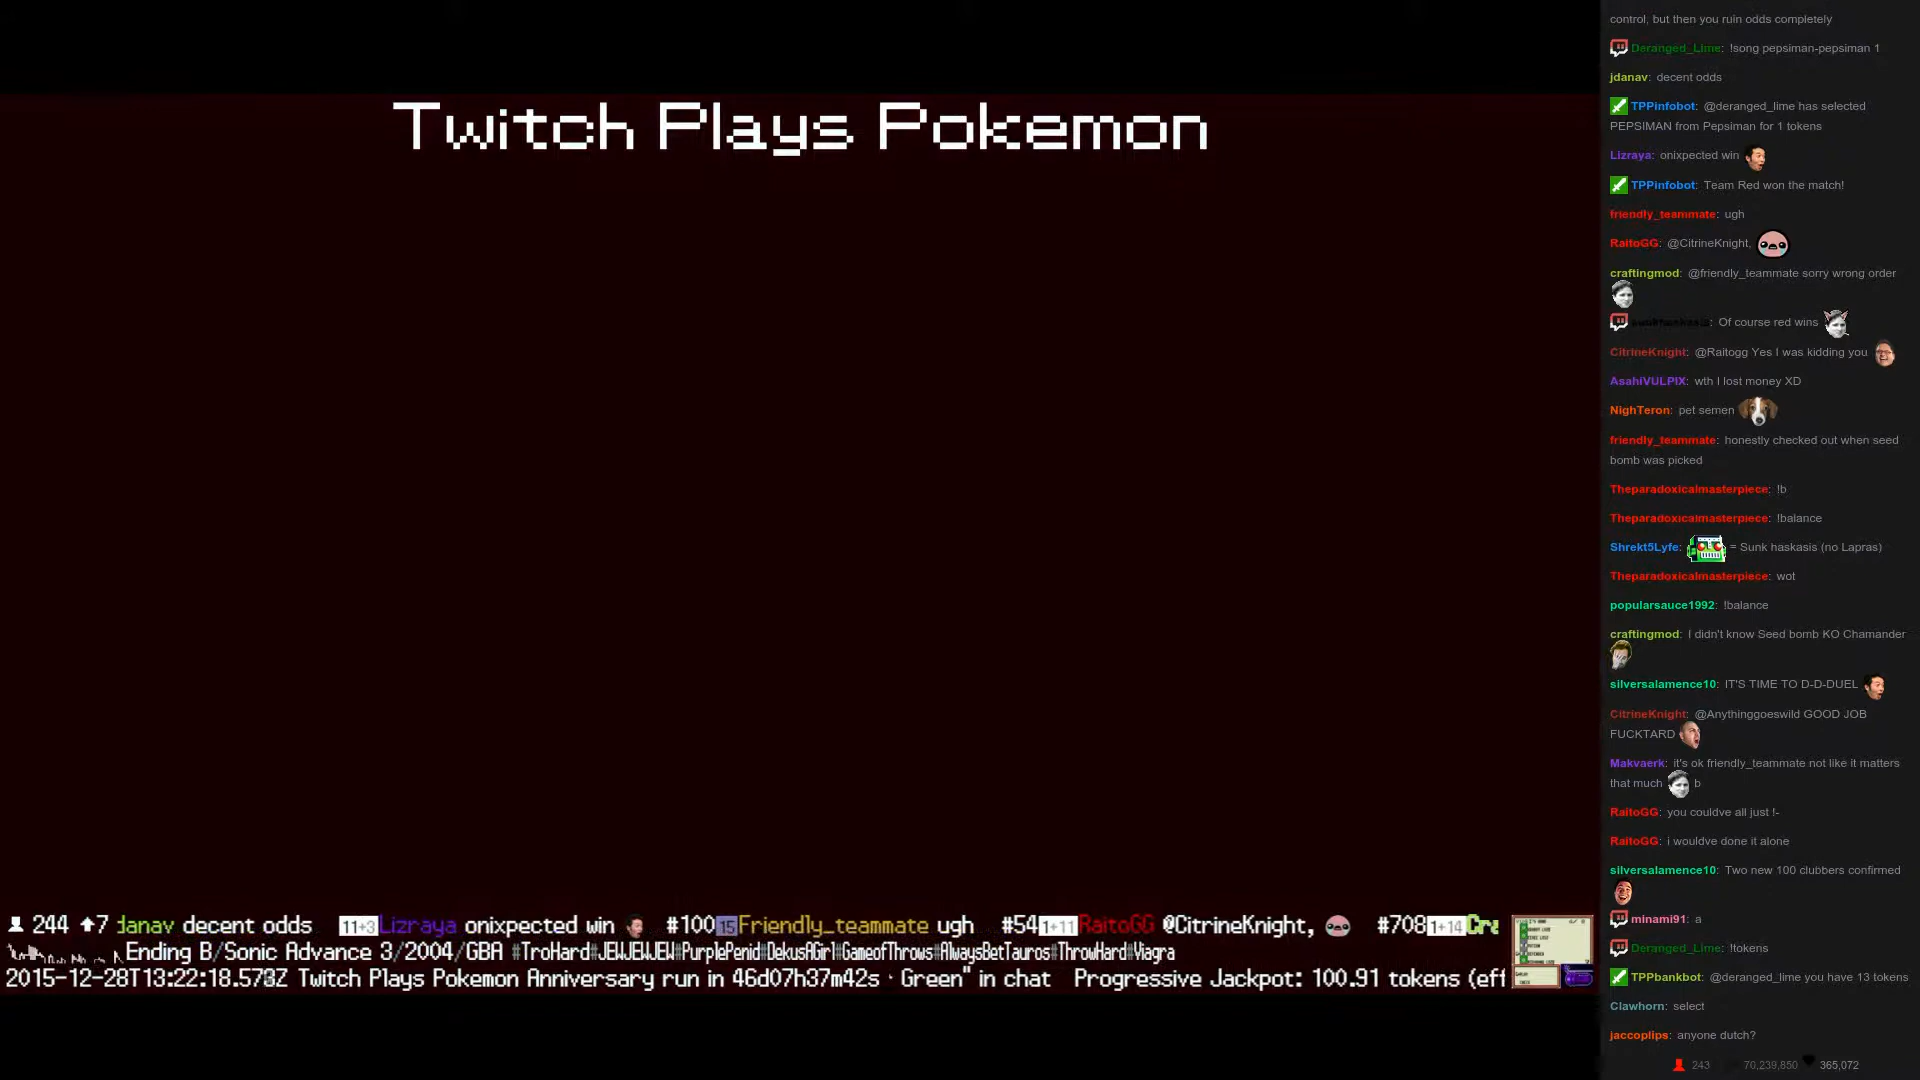 Twitch Plays Pokemon
244 7 danav decent odds 11+3 Lizraya onixpected win #100 15 Friendly_teammate ugh #54 1+11 RaitoGG @CitrineKnight, #708 1+14 Cra
Ending B/Sonic Advance 3/2004/GBA #TroHard#JEWJEWJEW#PurplePenid#DekusAGirl#GameofThrows#AlwaysBetTauros#ThrowHard#Viagra
Twitch Plays Pokemon Anniversary run in 46d07h37m42s · Green" in chat Progressive Jackpot: 100.91 tokens (eff
control, but then you ruin odds completely
Deranged_Lime: !song pepsiman-pepsiman 1
jdanav: decent odds
TPPinfobot: @deranged_lime has selected
PEPSIMAN from Pepsiman for 1 tokens
Lizraya: onixpected win
TPPinfobot: Team Red won the match!
friendly_teammate: ugh
RaitoGG: @CitrineKnight,
craftingmod: @friendly_teammate sorry wrong order
: Of course red wins
CitrineKnight: @Raitogg Yes I was kidding you
AsahiVULPIX: wth I lost money XD
NighTeron: pet semen
friendly_teammate: honestly checked out when seed
bomb was picked
Theparadoxicalmasterpiece: !b
Theparadoxicalmasterpiece: !balance
Shrekt5Lyfe: = Sunk haskasis (no Lapras)
Theparadoxicalmasterpiece: wot
popularsauce1992: !balance
craftingmod: I didn't know Seed bomb KO Chamander
silversalamence10: IT'S TIME TO D-D-DUEL
CitrineKnight: @Anythinggoeswild GOOD JOB
FUCKTARD
Makvaerk: it's ok friendly_teammate not like it matters
that much b
RaitoGG: you couldve all just !-
RaitoGG: i wouldve done it alone
silversalamence10: Two new 100 clubbers confirmed
minami91: a
Deranged_Lime: !tokens
TPPbankbot: @deranged_lime you have 13 tokens
Clawhorn: select
jaccoplips: anyone dutch?
243 70,239,850 365,072